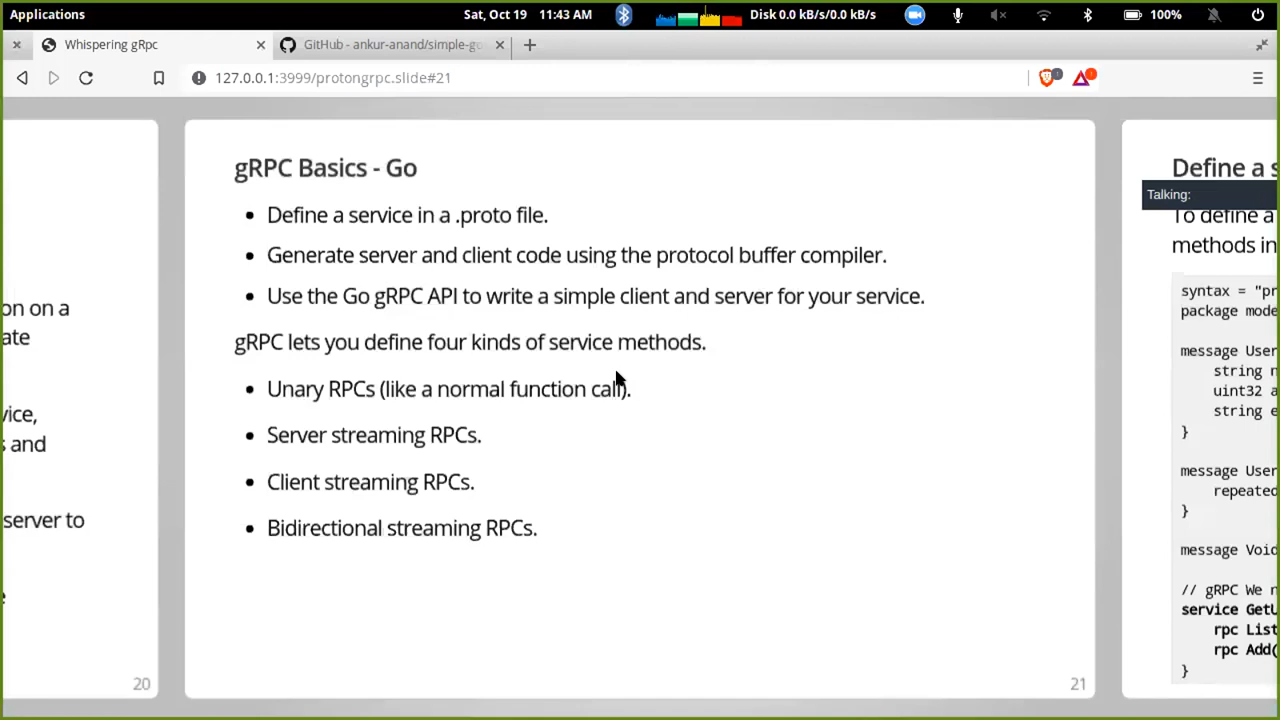 Applications
Sat, Oct 19 11:43 AM
Disk 0.0 kB/s/0.0 kB/s
100%
Whispering gRpc
GitHub - ankur-anand/simple-go
127.0.0.1:3999/protongrpc.slide#21
on on a
ate
vice,
s and
server to
e
20
gRPC Basics - Go
• Define a service in a .proto file.
• Generate server and client code using the protocol buffer compiler.
• Use the Go gRPC API to write a simple client and server for your service.
gRPC lets you define four kinds of service methods.
• Unary RPCs (like a normal function call).
• Server streaming RPCs.
• Client streaming RPCs.
• Bidirectional streaming RPCs.
21
Define a s
Talking:
To define a
methods in
syntax = "pr
package mode
message User
string n
uint32 a
string e
}
message User
repeated
}
message Void
// gRPC We n
service GetU
rpc List
rpc Add(
}